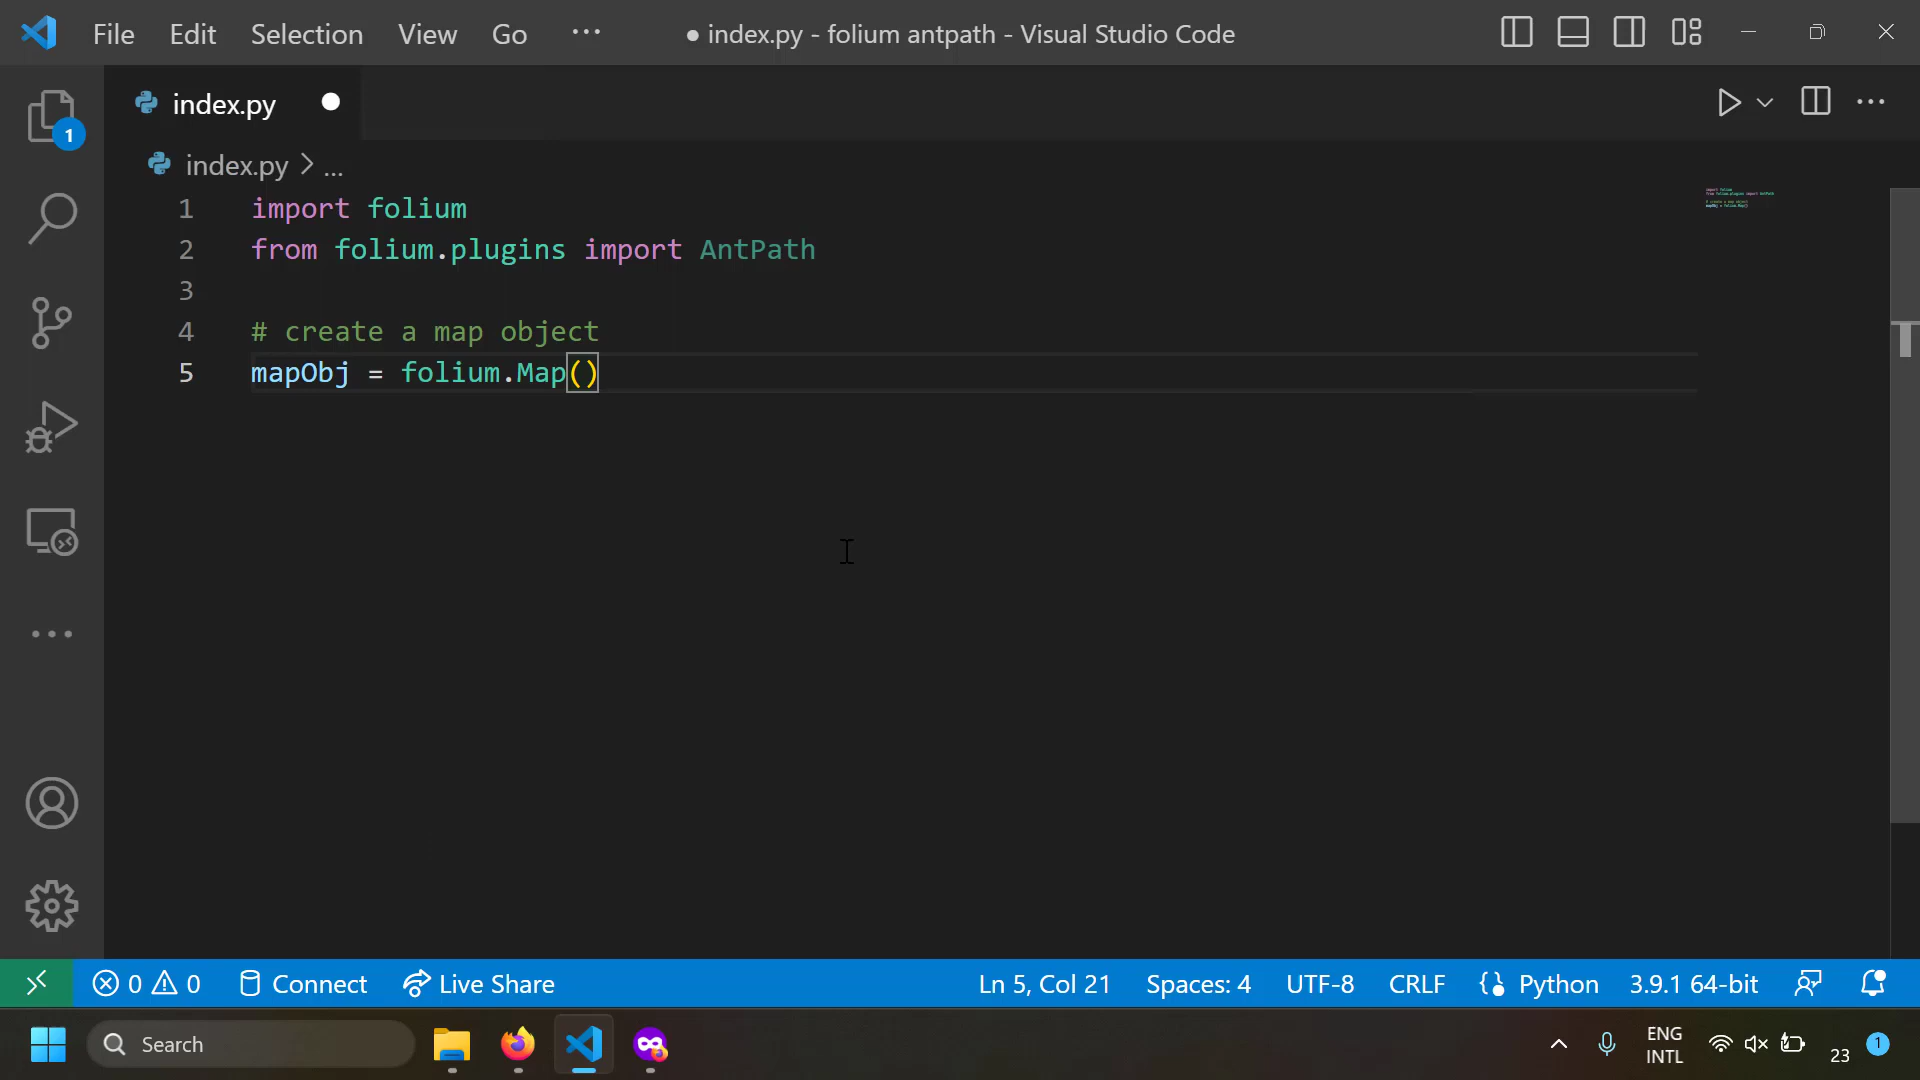 File Edit Selection View Go ··· ● index.py - folium antpath - Visual Studio Code
index.py
index.py > ...
1 import folium
2 from folium.plugins import AntPath
3
4 # create a map object
5 mapObj = folium.Map()
1
0 0 Connect Live Share Ln 5, Col 21 Spaces: 4 UTF-8 CRLF {} Python 3.9.1 64-bit
Search
ENG
INTL
23
1